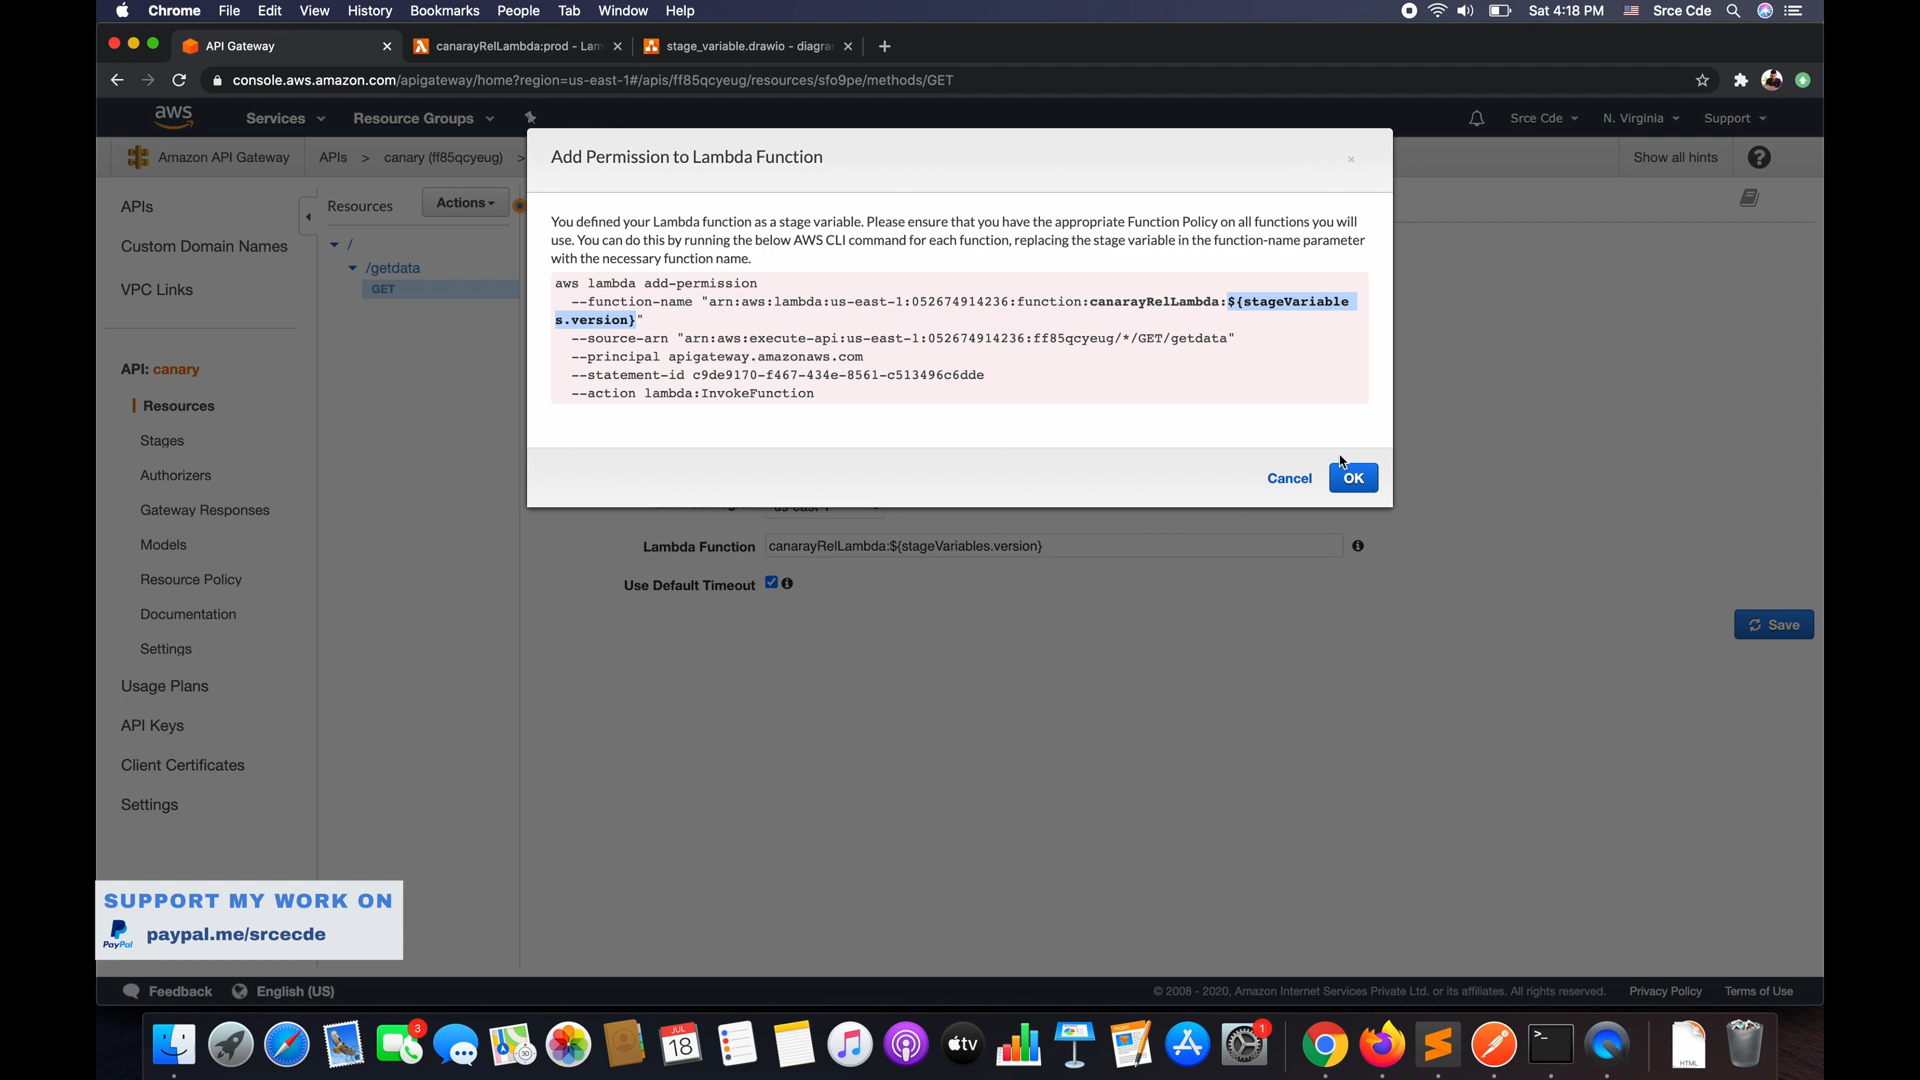 Chrome File Edit View History Bookmarks People Tab Window Help Sat 4:18 PM Srce Cde
API Gateway canarayRelLambda:prod - Lam stage_variable.drawio - diagra
console.aws.amazon.com/apigateway/home?region=us-east-1#/apis/ff85qcyeug/resources/sfo9pe/methods/GET
aws Services Resource Groups Srce Cde N. Virginia Support
Amazon API Gateway APIs > canary (ff85qcyeug) > Show all hints ?
Add Permission to Lambda Function
You defined your Lambda function as a stage variable. Please ensure that you have the appropriate Function Policy on all functions you will
use. You can do this by running the below AWS CLI command for each function, replacing the stage variable in the function-name parameter
with the necessary function name.
aws lambda add-permission
--function-name "arn:aws:lambda:us-east-1:052674914236:function:canarayRelLambda:${stageVariable
s.version}"
--source-arn "arn:aws:execute-api:us-east-1:052674914236:ff85qcyeug/*/GET/getdata"
--principal apigateway.amazonaws.com
--statement-id c9de9170-f467-434e-8561-c513496c6dde
--action lambda:InvokeFunction
Cancel OK
APIs
Custom Domain Names
VPC Links
API: canary
Resources
Stages
Authorizers
Gateway Responses
Models
Resource Policy
Documentation
Settings
Usage Plans
API Keys
Client Certificates
Settings
Resources Actions
/
/getdata
GET
Lambda Function canarayRelLambda:${stageVariables.version}
Use Default Timeout
Save
SUPPORT MY WORK ON
PayPal paypal.me/srcecde
Feedback English (US) © 2008 - 2020, Amazon Internet Services Private Ltd. or its affiliates. All rights reserved. Privacy Policy Terms of Use
3
3D
JUL
18
tv
1
HTML